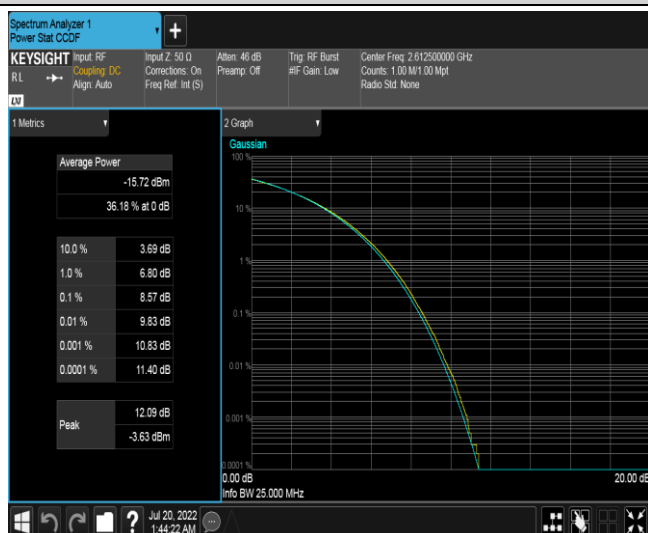 Spectrum Analyzer 1
Power Stat CCDF
KEYSIGHT
RL
Input: RF
Coupling: DC
Align: Auto
Input Z: 50 Ω
Corrections: On
Freq Ref: Int (S)
Atten: 46 dB
Preamp: Off
Trig: RF Burst
#IF Gain: Low
Center Freq: 2.612500000 GHz
Counts: 1.00 M/1.00 Mpt
Radio Std: None
LXI
1 Metrics
Average Power
-15.72 dBm
36.18 % at 0 dB
10.0 % 3.69 dB
1.0 % 6.80 dB
0.1 % 8.57 dB
0.01 % 9.83 dB
0.001 % 10.83 dB
0.0001 % 11.40 dB
Peak
12.09 dB
-3.63 dBm
2 Graph
Gaussian
100 %
10 %
1 %
0.1 %
0.01 %
0.001 %
0.0001 %
0.00 dB 20.00 dB
Info BW 25.000 MHz
?
Jul 20, 2022
1:44:22 AM